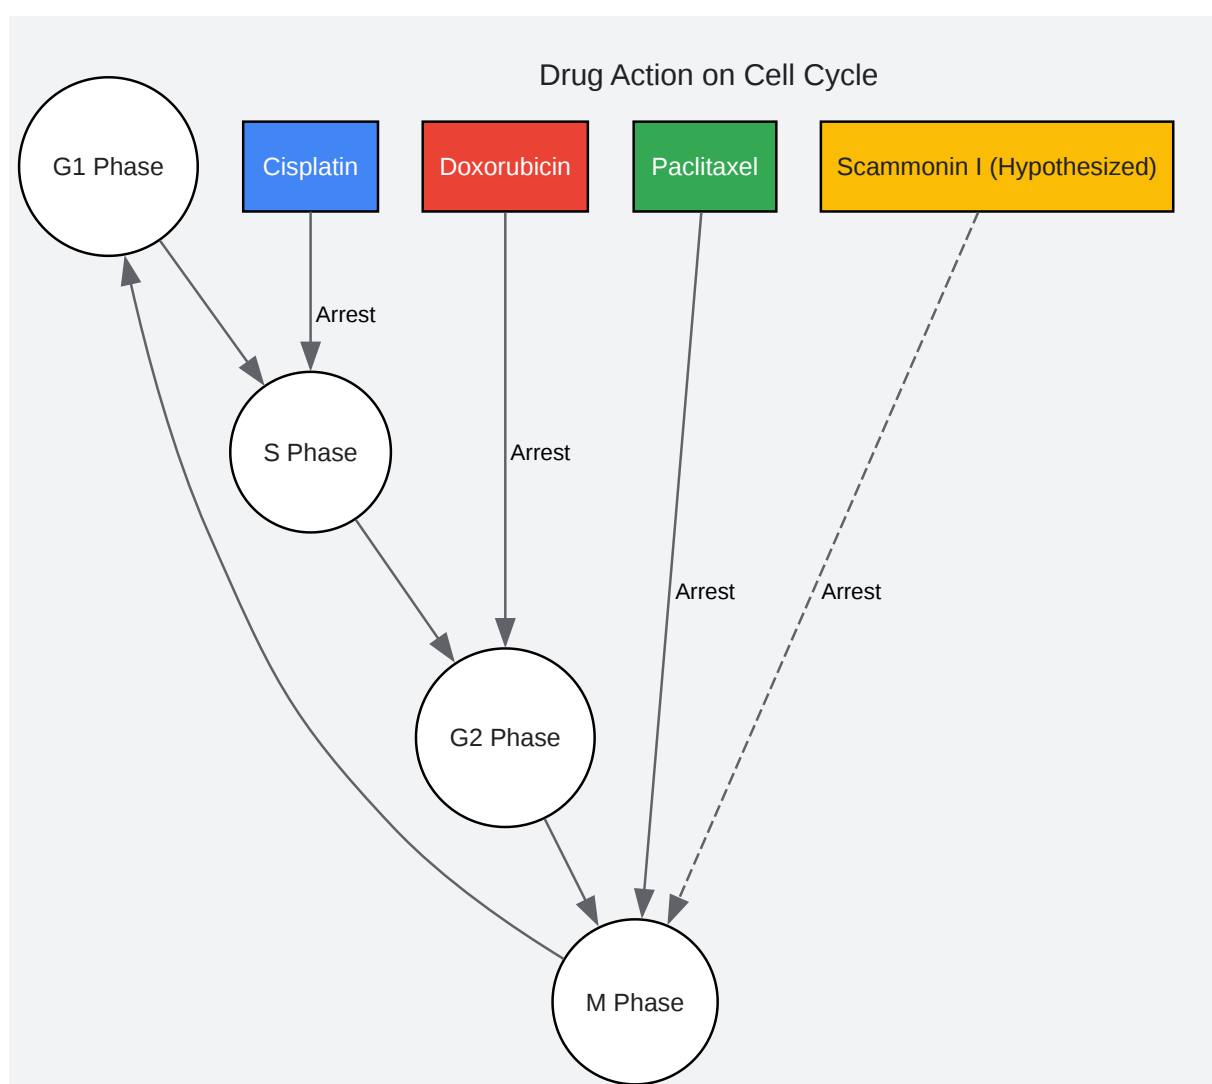 Drug Action on Cell Cycle
G1 Phase
Cisplatin
Doxorubicin
Paclitaxel
Scammonin I (Hypothesized)
Arrest
S Phase
Arrest
Arrest
Arrest
G2 Phase
M Phase